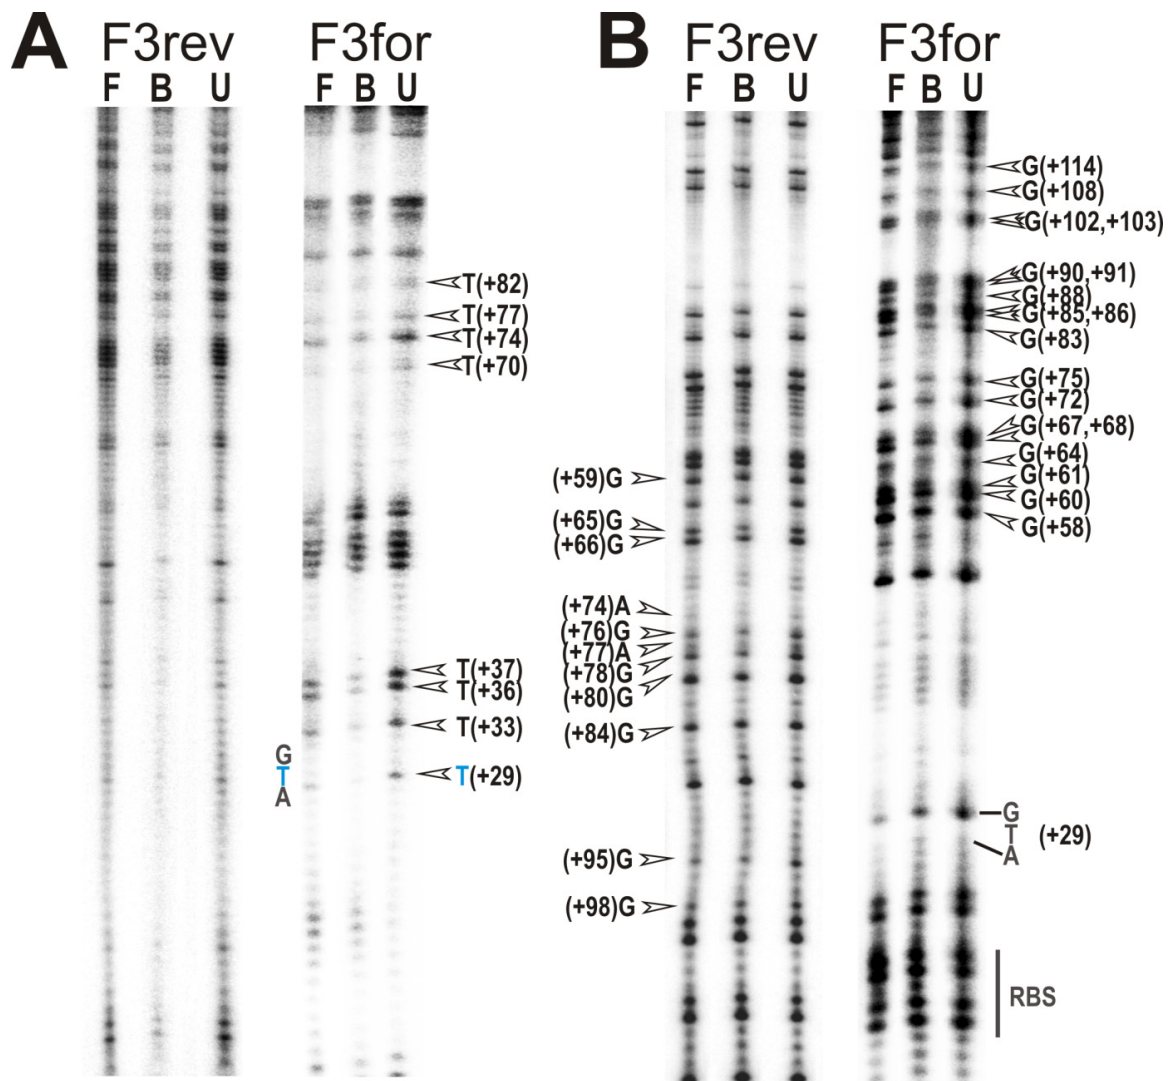 A F3rev F3for
F B U F B U
T(+82)
T(+77)
T(+74)
T(+70)
T(+37)
T(+36)
T(+33)
G
T
A
T(+29)
B F3rev F3for
F B U F B U
G(+114)
G(+108)
G(+102,+103)
G(+90,+91)
G(+88)
G(+85,+86)
G(+83)
G(+75)
G(+72)
G(+67,+68)
G(+64)
G(+61)
G(+60)
G(+58)
(+59)G
(+65)G
(+66)G
(+74)A
(+76)G
(+77)A
(+78)G
(+80)G
(+84)G
(+95)G
(+98)G
G
T (+29)
A
RBS